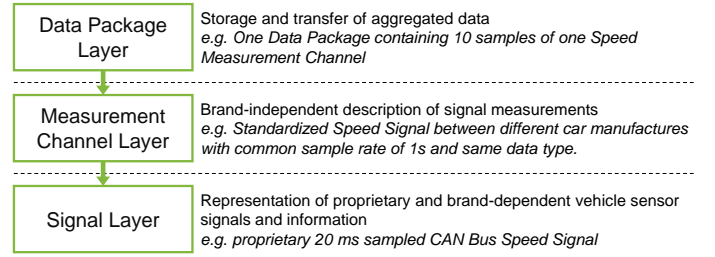 Data Package
Layer
Storage and transfer of aggregated data
e.g. One Data Package containing 10 samples of one Speed
Measurement Channel
Measurement
Channel Layer
Brand-independent description of signal measurements
e.g. Standardized Speed Signal between different car manufactures
with common sample rate of 1s and same data type.
Signal Layer
Representation of proprietary and brand-dependent vehicle sensor
signals and information
e.g. proprietary 20 ms sampled CAN Bus Speed Signal